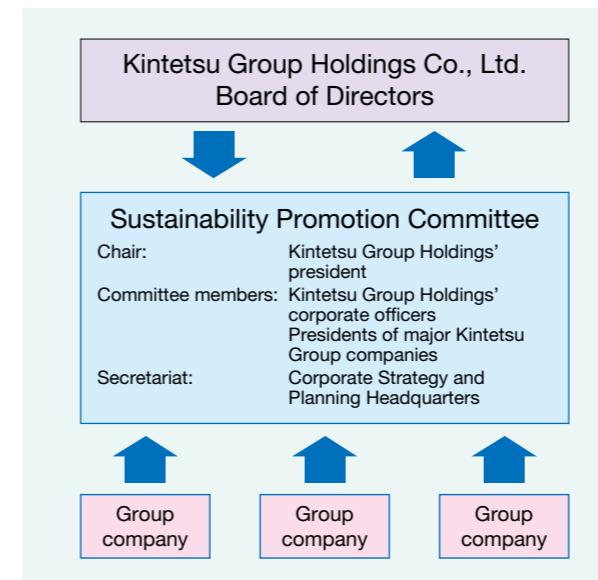 Kintetsu Group Holdings Co., Ltd.
Board of Directors
Sustainability Promotion Committee
Chair: Kintetsu Group Holdings’
president
Committee members: Kintetsu Group Holdings’
corporate officers
Presidents of major Kintetsu
Group companies
Secretariat: Corporate Strategy and
Planning Headquarters
Group
company
Group
company
Group
company